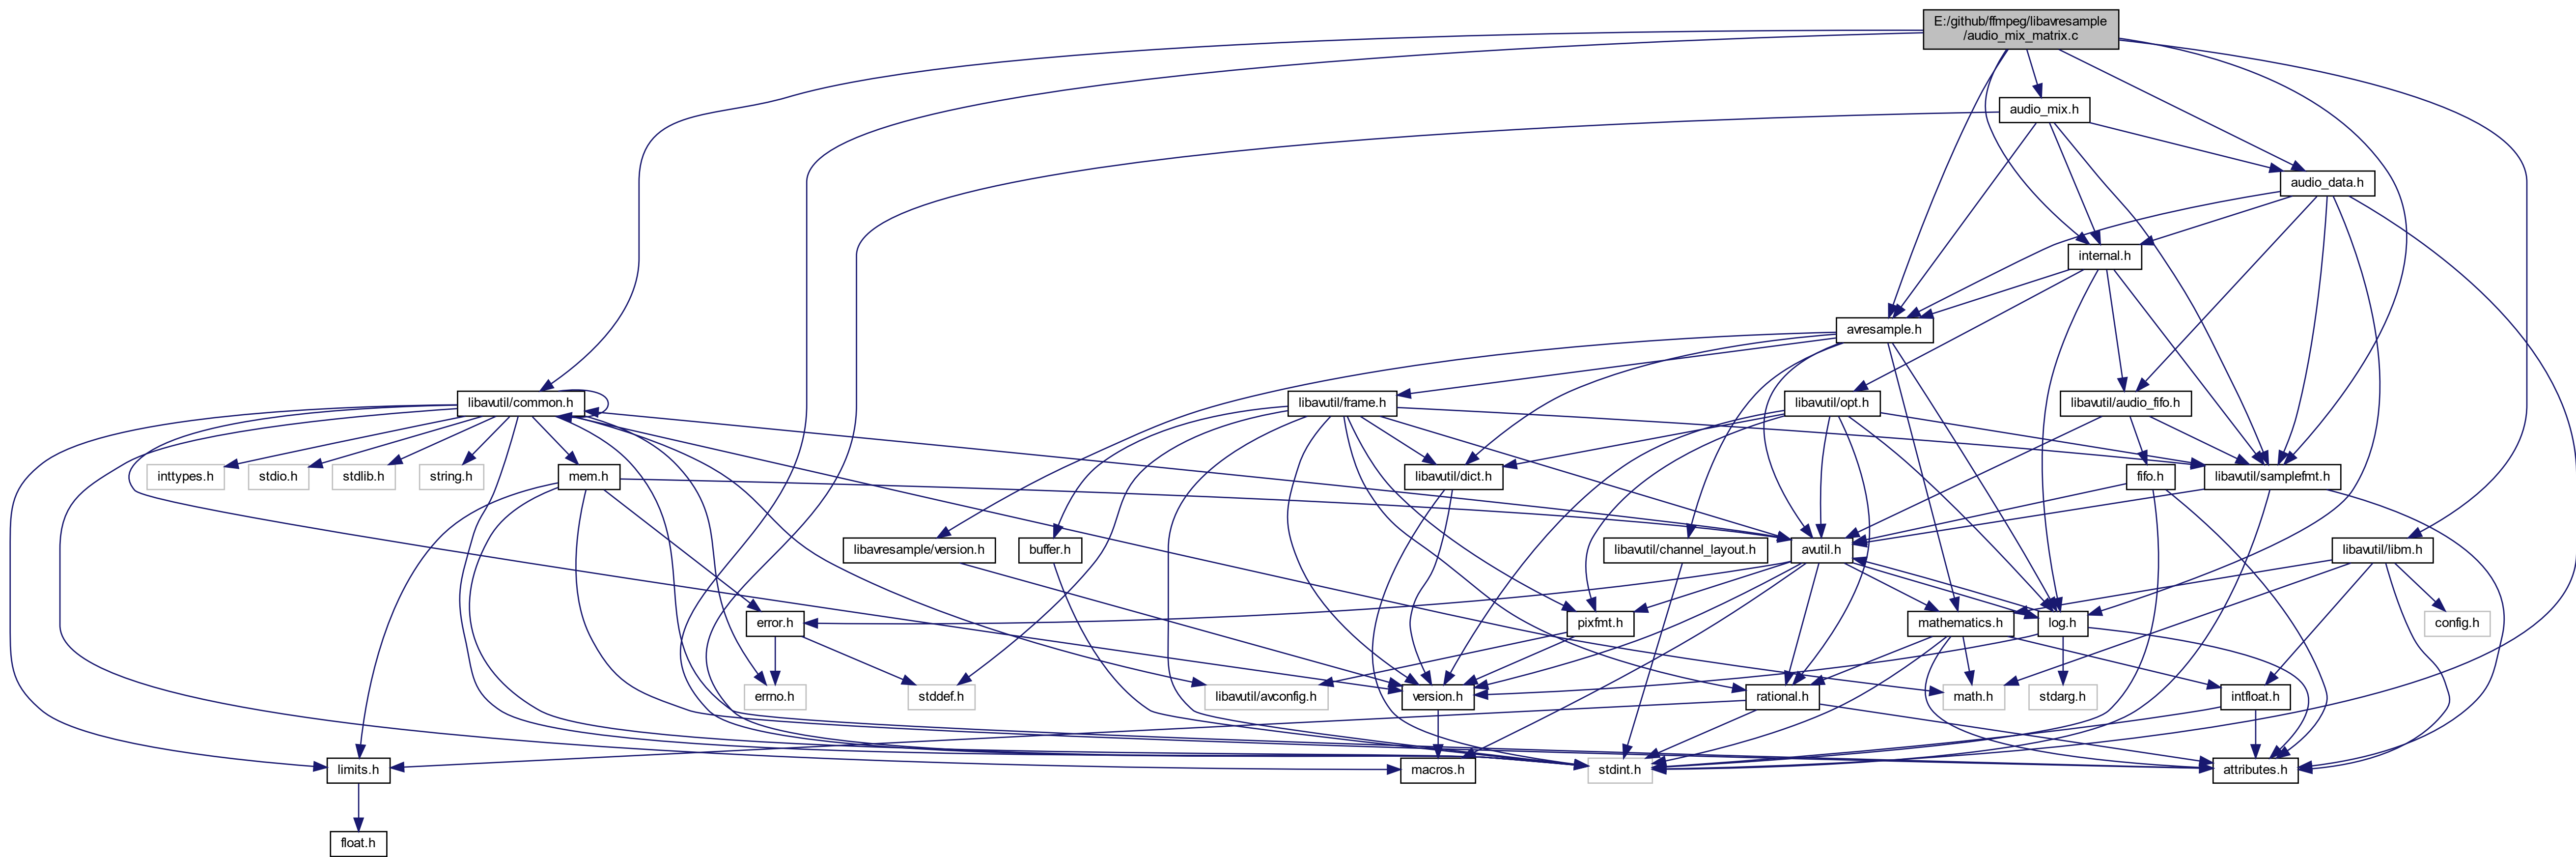 E:/github/ffmpeg/libavresample
/audio_mix_matrix.c
audio_mix.h
audio_data.h
internal.h
avresample.h
libavutil/common.h
libavutil/frame.h
libavutil/opt.h
libavutil/audio_fifo.h
inttypes.h
stdio.h
stdlib.h
string.h
mem.h
libavutil/dict.h
fifo.h
libavutil/samplefmt.h
libavresample/version.h
buffer.h
libavutil/channel_layout.h
avutil.h
libavutil/libm.h
error.h
pixfmt.h
mathematics.h
log.h
config.h
errno.h
stddef.h
libavutil/avconfig.h
version.h
rational.h
math.h
stdarg.h
intfloat.h
limits.h
macros.h
stdint.h
attributes.h
float.h